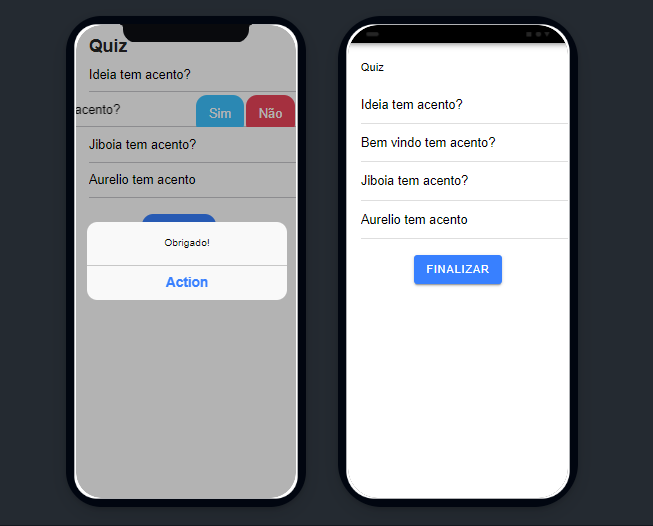 Quiz
Ideia tem acento?
acento? Sim Não
Jiboia tem acento?
Aurelio tem acento
Obrigado!
Action
Quiz
Ideia tem acento?
Bem vindo tem acento?
Jiboia tem acento?
Aurelio tem acento
FINALIZAR